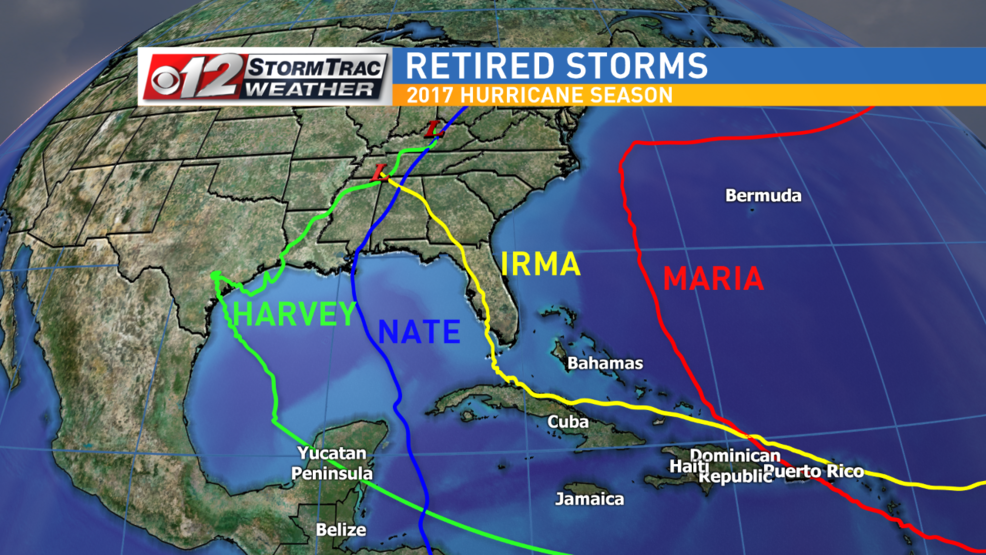 12
STORMTRAC
WEATHER
RETIRED STORMS
2017 HURRICANE SEASON
L
L
Bermuda
IRMA
MARIA
HARVEY
NATE
Bahamas
Cuba
Yucatan
Peninsula
Dominican
Republic
Haiti
Puerto Rico
Jamaica
Belize